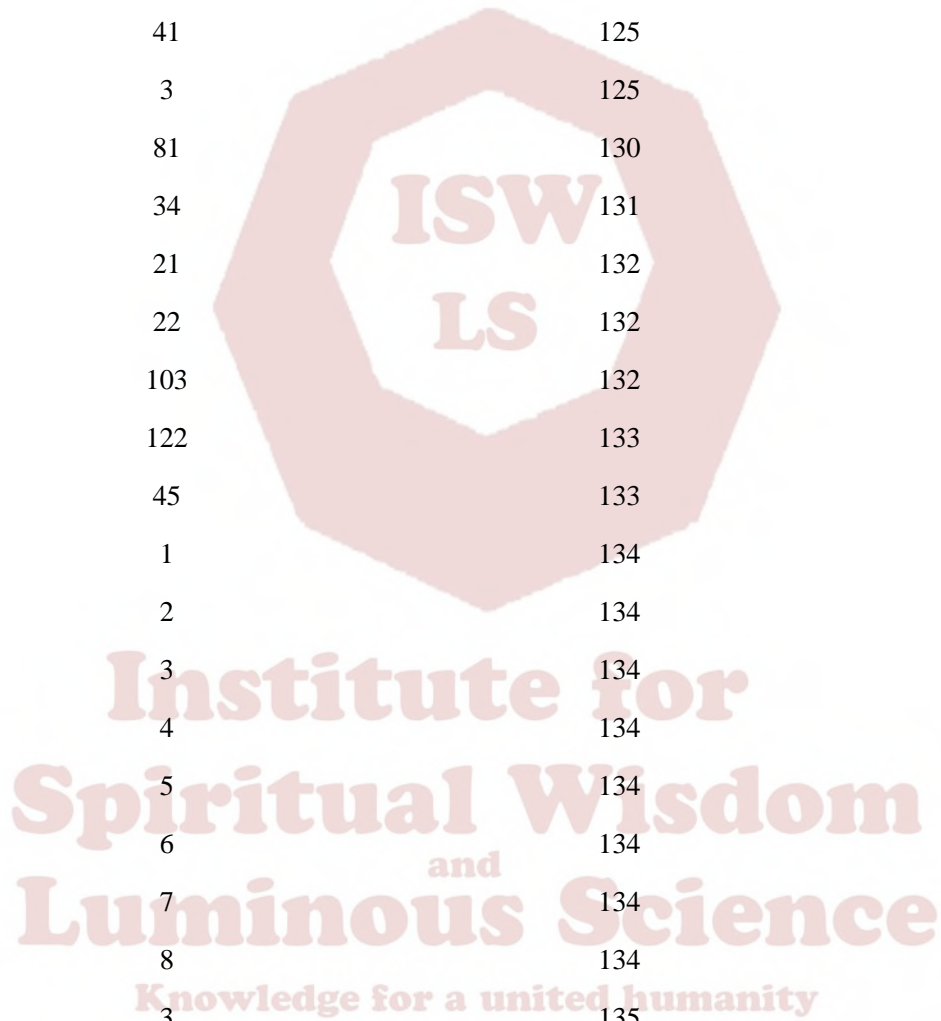 41 125
3 125
81 130
ISW
34 131
21 132
LS
22 132
103 132
122 133
45 133
1 134
2 134
Institute for
3 134
4 134
Spiritual Wisdom
5 134
6 134
and
Luminous Science
7 134
8 134
Knowledge for a united humanity
3 135